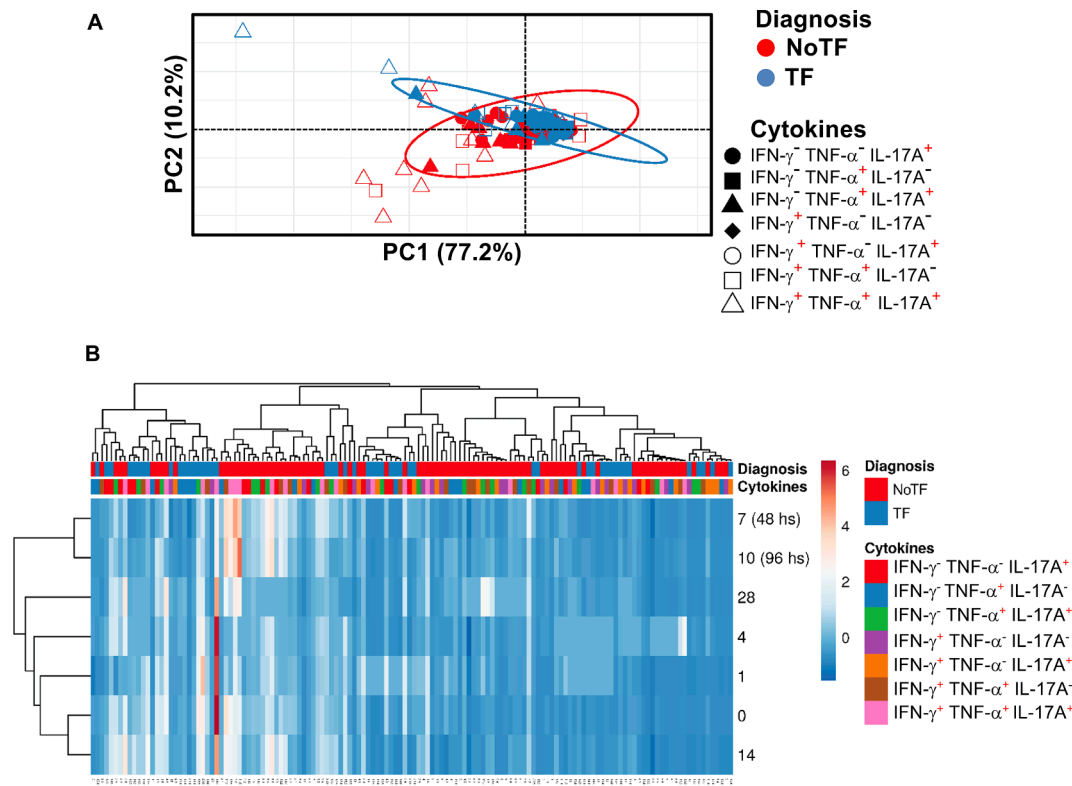 A
Diagnosis
NoTF
TF
PC2 (10.2%)
PC1 (77.2%)
Cytokines
IFN-γ⁻ TNF-α⁻ IL-17A⁺
IFN-γ⁻ TNF-α⁺ IL-17A⁻
IFN-γ⁻ TNF-α⁺ IL-17A⁺
IFN-γ⁺ TNF-α⁻ IL-17A⁻
IFN-γ⁺ TNF-α⁻ IL-17A⁺
IFN-γ⁺ TNF-α⁺ IL-17A⁻
IFN-γ⁺ TNF-α⁺ IL-17A⁺
B
Diagnosis
Cytokines
7 (48 hs)
10 (96 hs)
28
4
1
0
14
6
4
2
0
Diagnosis
NoTF
TF
Cytokines
IFN-γ⁻ TNF-α⁻ IL-17A⁺
IFN-γ⁻ TNF-α⁺ IL-17A⁻
IFN-γ⁻ TNF-α⁺ IL-17A⁺
IFN-γ⁺ TNF-α⁻ IL-17A⁻
IFN-γ⁺ TNF-α⁻ IL-17A⁺
IFN-γ⁺ TNF-α⁺ IL-17A⁻
IFN-γ⁺ TNF-α⁺ IL-17A⁺